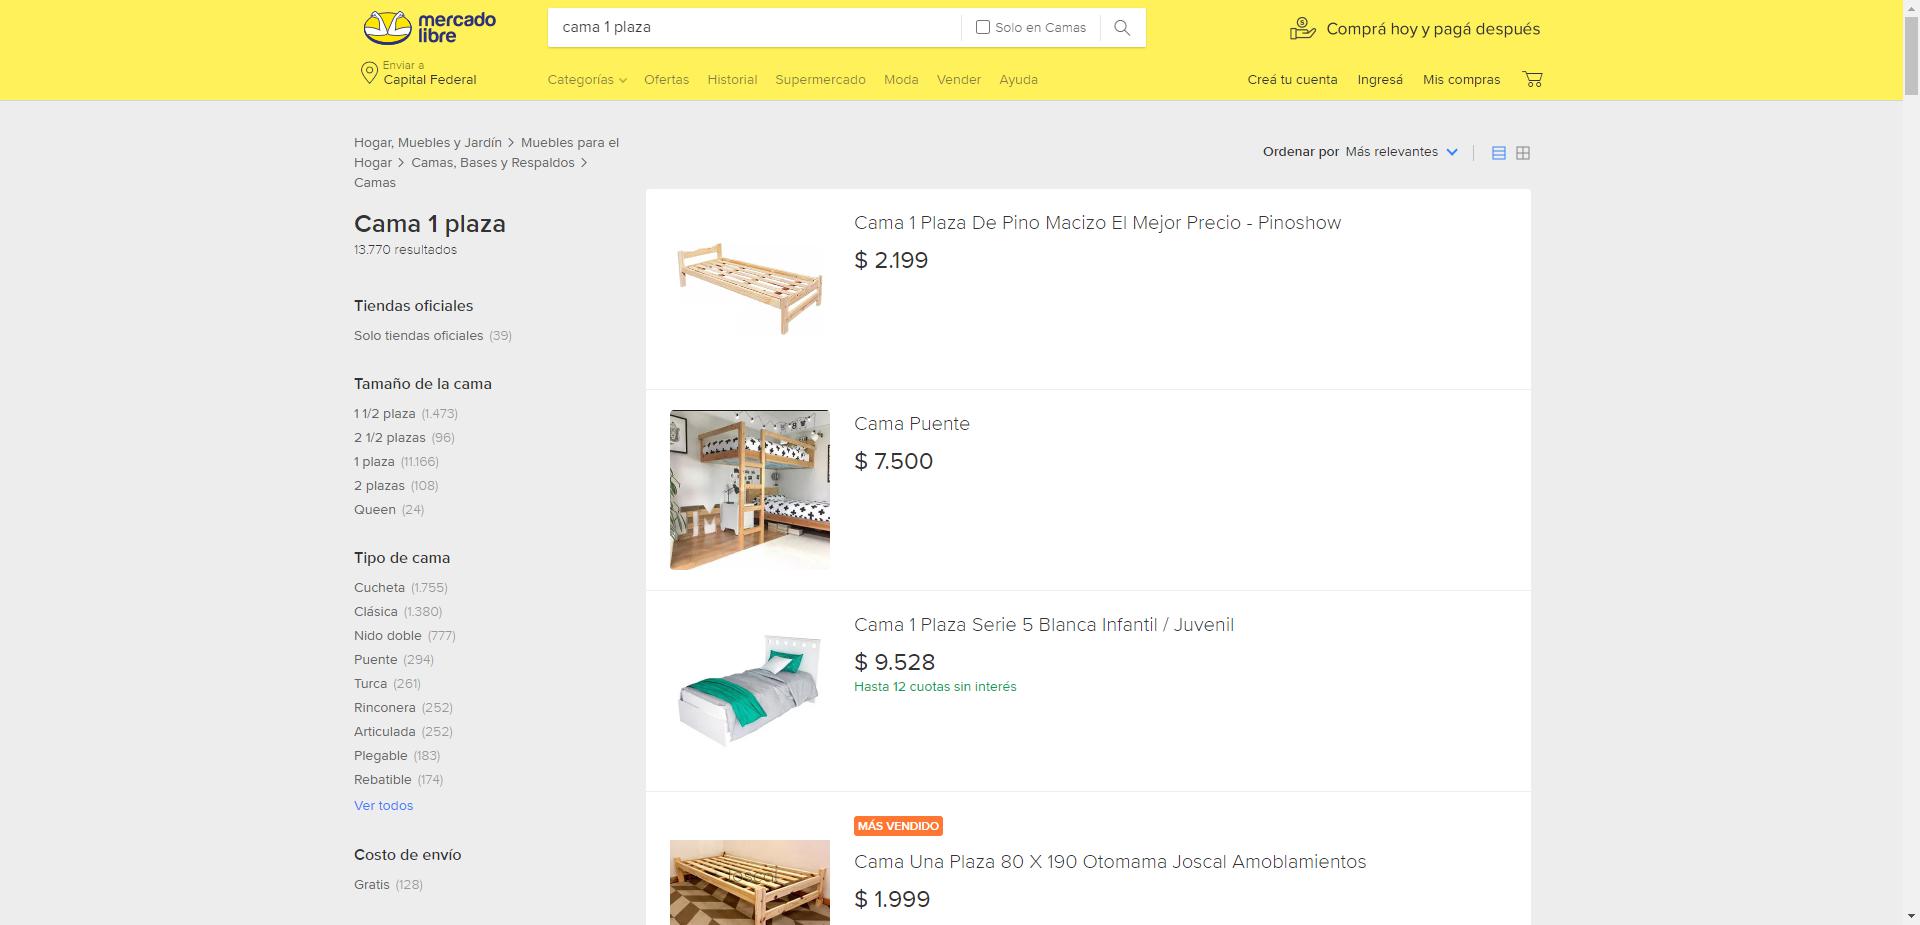 mercado
libre
cama 1 plaza
Solo en Camas
Comprá hoy y pagá después
Enviar a
Capital Federal
Categorías
Ofertas
Historial
Supermercado
Moda
Vender
Ayuda
Creá tu cuenta
Ingresá
Mis compras
Hogar, Muebles y Jardín > Muebles para el
Hogar > Camas, Bases y Respaldos >
Camas
Cama 1 plaza
13.770 resultados
Tiendas oficiales
Solo tiendas oficiales (39)
Tamaño de la cama
1 1/2 plaza (1.473)
2 1/2 plazas (96)
1 plaza (11.166)
2 plazas (108)
Queen (24)
Tipo de cama
Cucheta (1.755)
Clásica (1.380)
Nido doble (777)
Puente (294)
Turca (261)
Rinconera (252)
Articulada (252)
Plegable (183)
Rebatible (174)
Ver todos
Costo de envío
Gratis (128)
Ordenar por Más relevantes
Cama 1 Plaza De Pino Macizo El Mejor Precio - Pinoshow
$ 2.199
Cama Puente
$ 7.500
Cama 1 Plaza Serie 5 Blanca Infantil / Juvenil
$ 9.528
Hasta 12 cuotas sin interés
MÁS VENDIDO
Cama Una Plaza 80 X 190 Otomama Joscal Amoblamientos
$ 1.999
Joscal